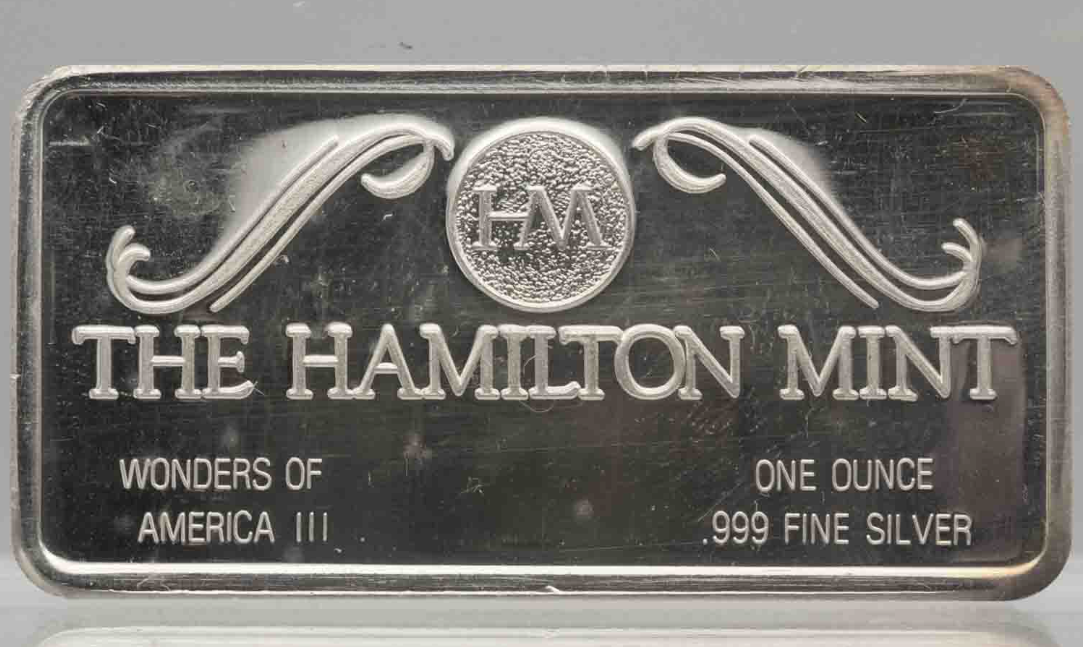 HM
THE HAMILTON MINT
WONDERS OF
AMERICA III
ONE OUNCE
.999 FINE SILVER